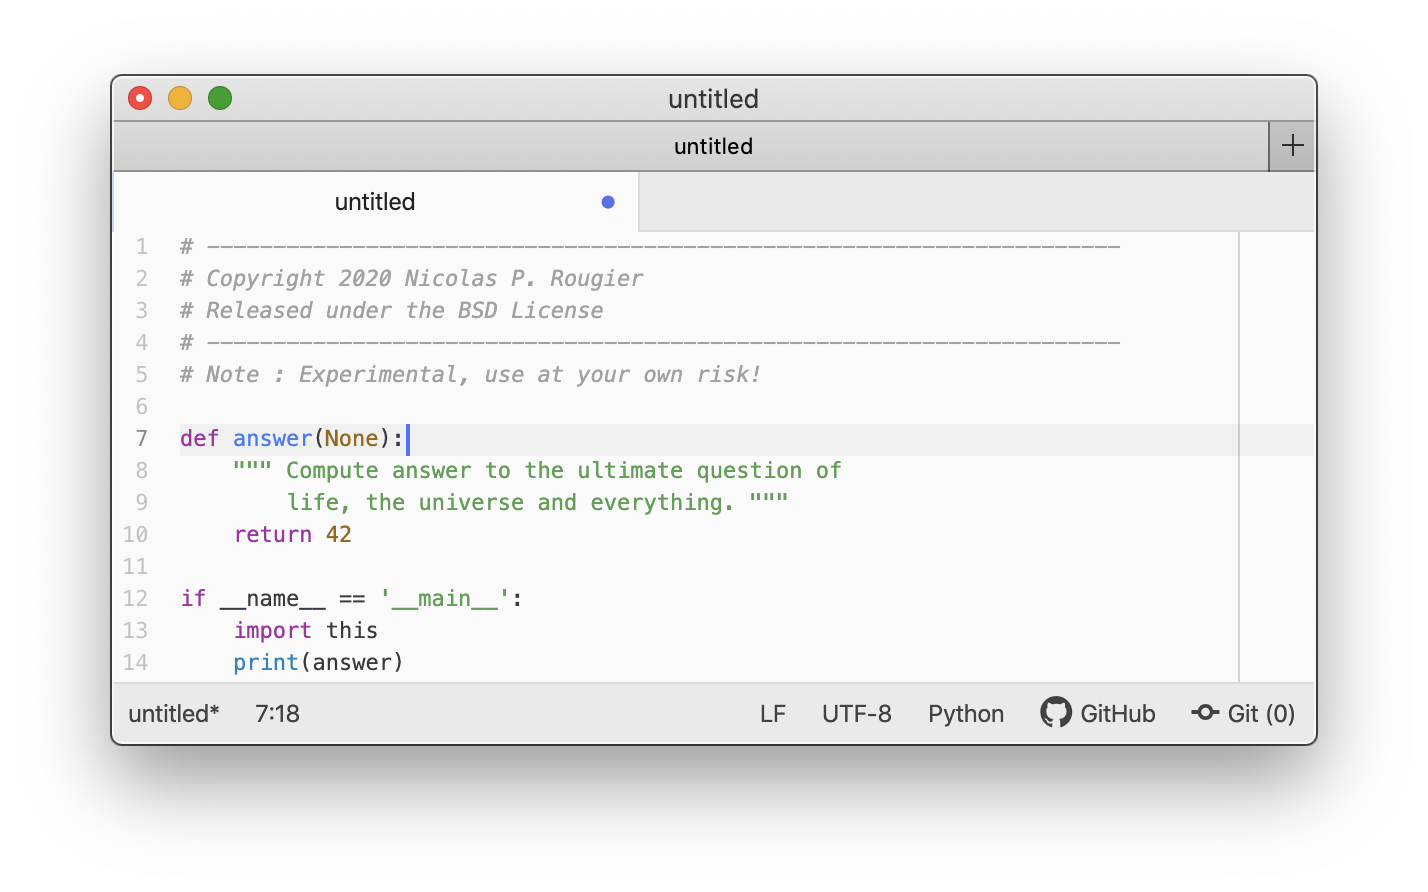 untitled
untitled
untitled
1 # ---------------------------------------------------------------------
2 # Copyright 2020 Nicolas P. Rougier
3 # Released under the BSD License
4 # ---------------------------------------------------------------------
5 # Note : Experimental, use at your own risk!
6
7 def answer(None):
8     """ Compute answer to the ultimate question of
9         life, the universe and everything. """
10     return 42
11
12 if __name__ == '__main__':
13     import this
14     print(answer)
untitled* 7:18 LF UTF-8 Python GitHub Git (0)